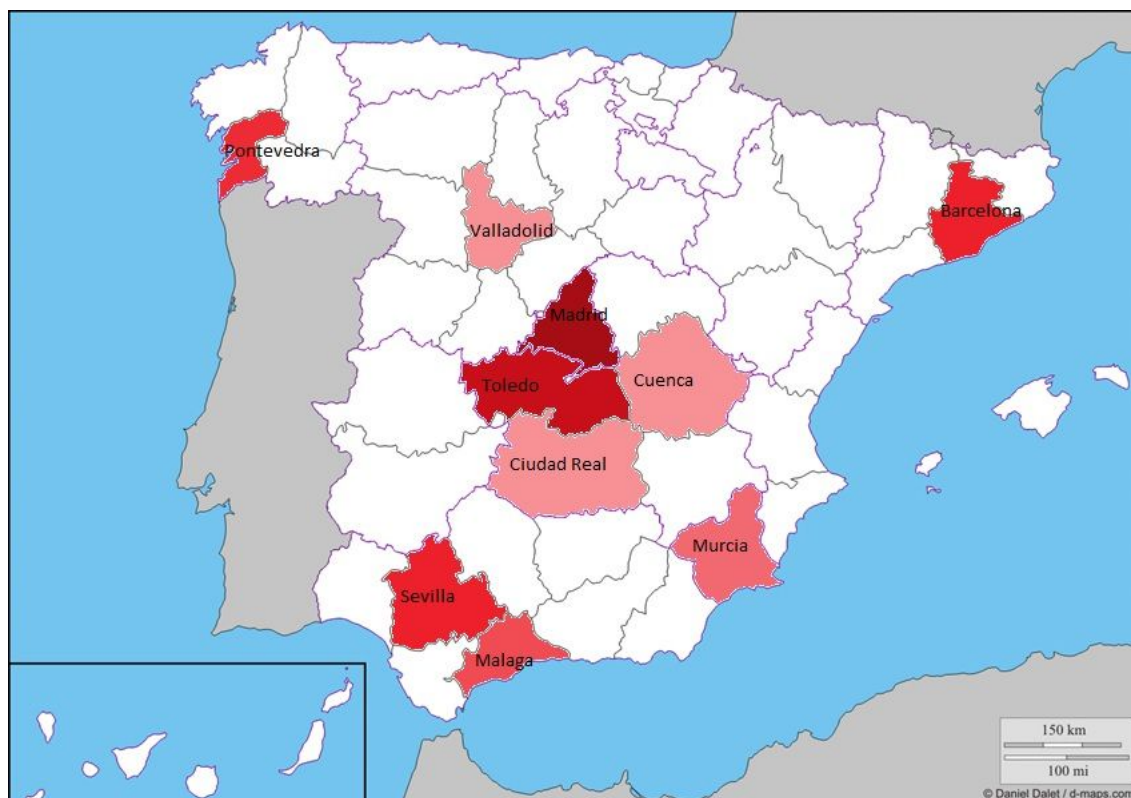 Pontevedra
Barcelona
Valladolid
Madrid
Toledo
Cuenca
Ciudad Real
Murcia
Sevilla
Malaga
150 km
100 mi
© Daniel Dalet / d-maps.com